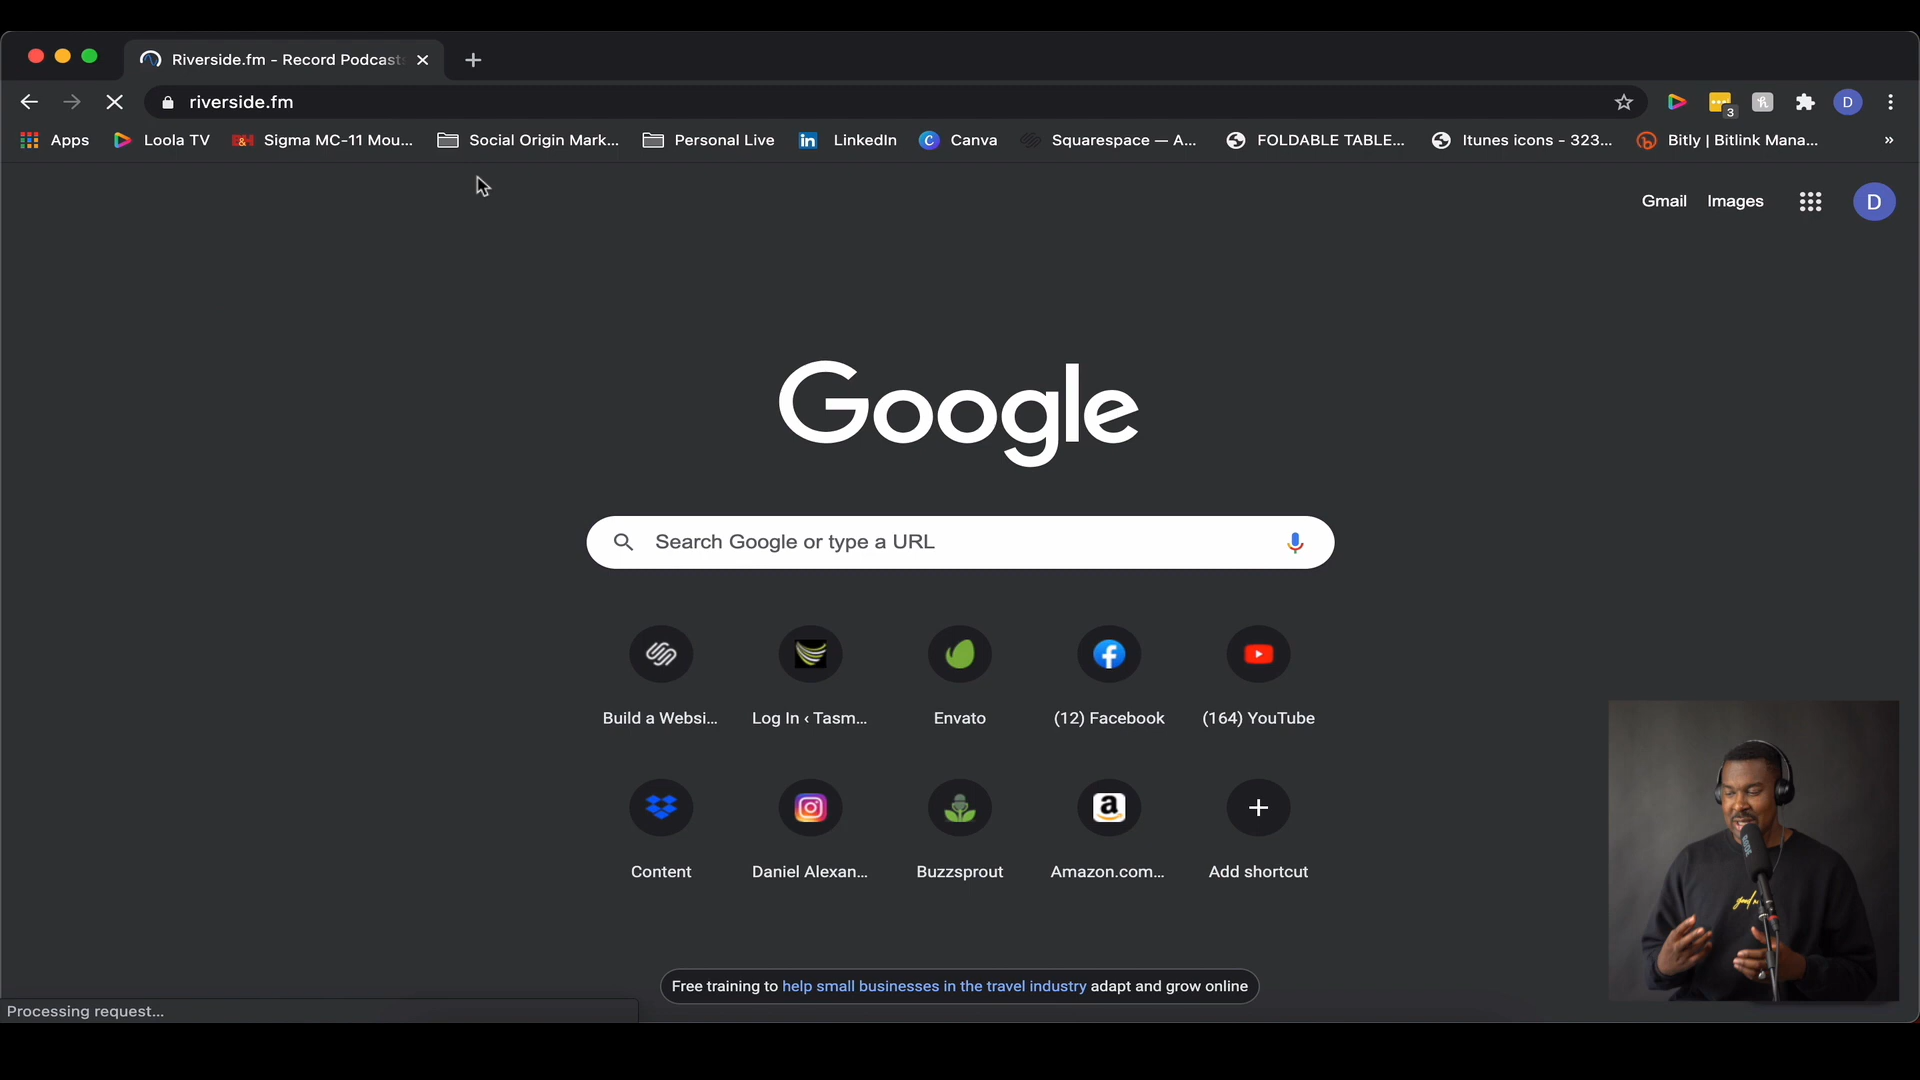 Riverside.fm - Record Podcasts
riverside.fm
3
D
Apps
Loola TV
Sigma MC-11 Mou...
Social Origin Mark...
Personal Live
LinkedIn
Canva
Squarespace — A...
FOLDABLE TABLE...
Itunes icons - 323...
Bitly | Bitlink Mana...
»
Gmail
Images
D
Google
Search Google or type a URL
Build a Websi...
Log In ‹ Tasm...
Envato
(12) Facebook
(164) YouTube
Content
Daniel Alexan...
Buzzsprout
Amazon.com...
Add shortcut
Free training to help small businesses in the travel industry adapt and grow online
Processing request...